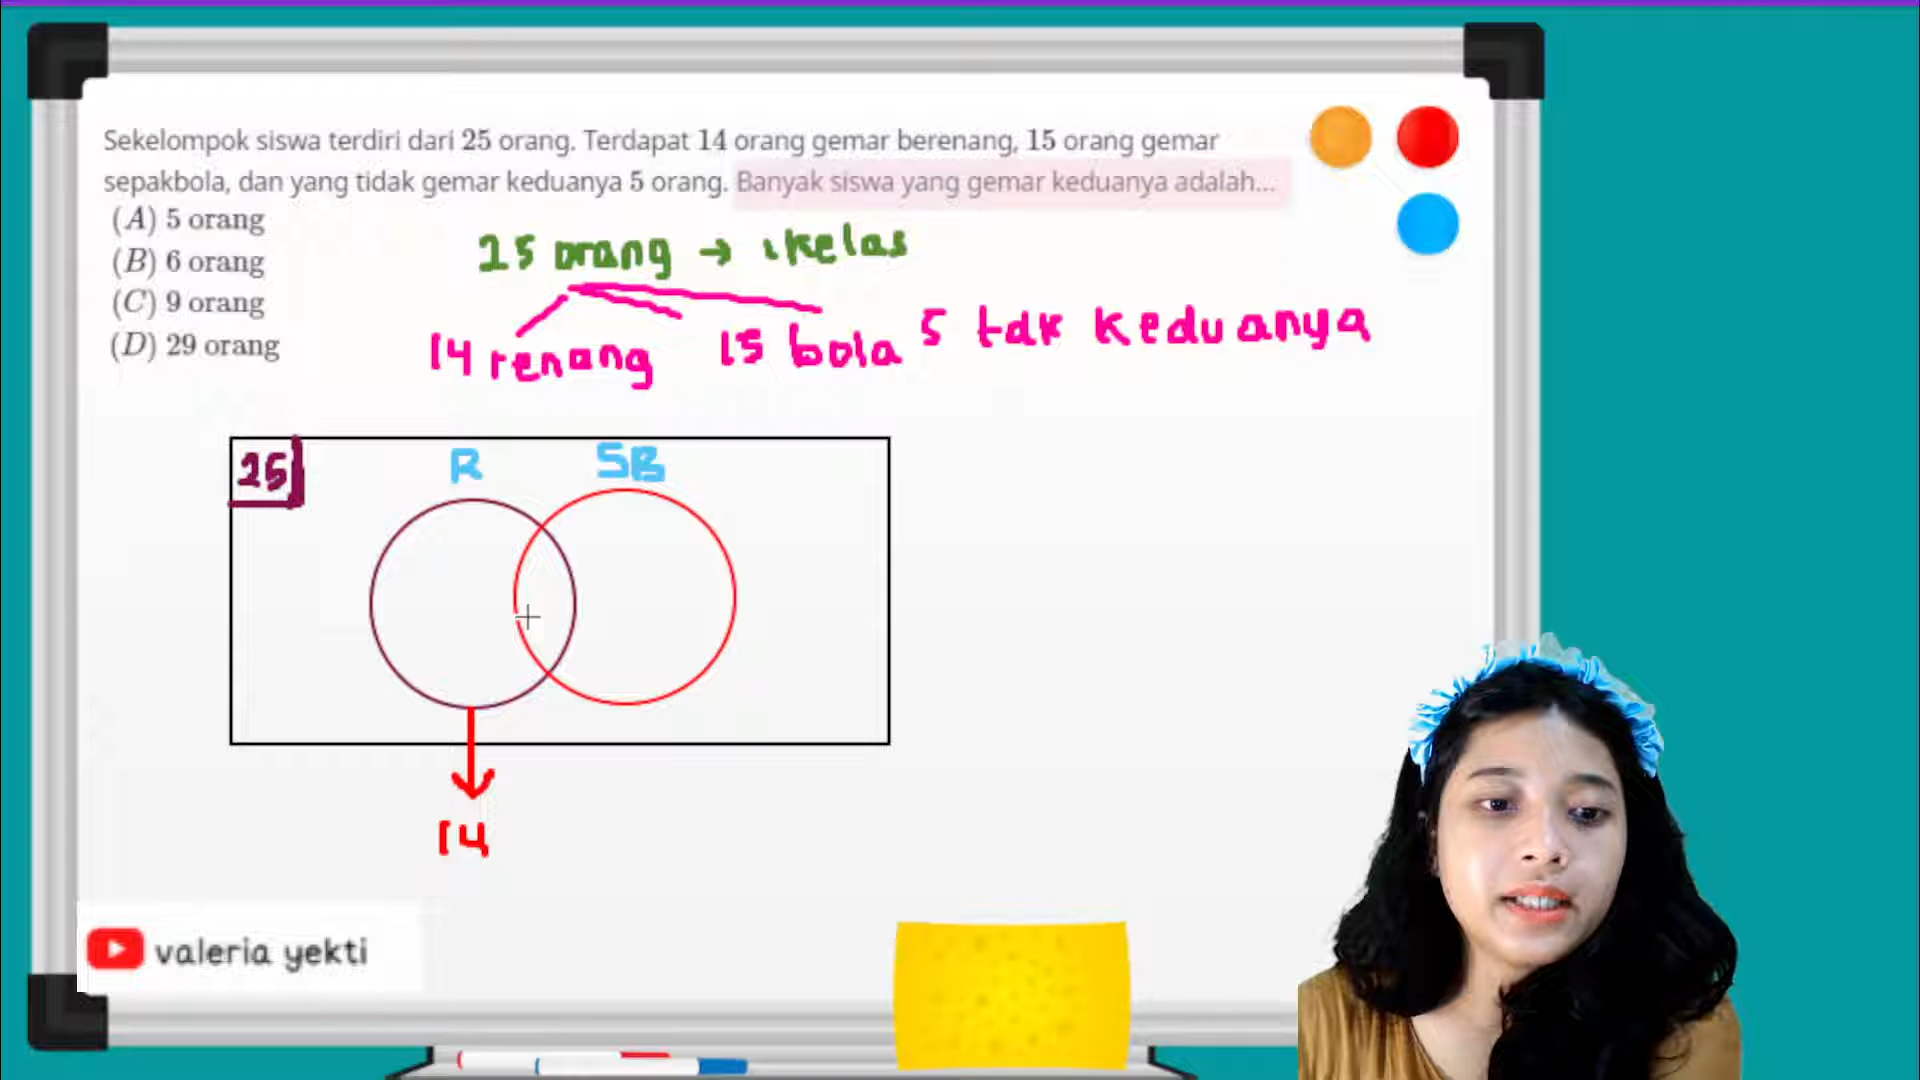 Sekelompok siswa terdiri dari 25 orang. Terdapat 14 orang gemar berenang, 15 orang gemar
sepakbola, dan yang tidak gemar keduanya 5 orang. Banyak siswa yang gemar keduanya adalah...
(A) 5 orang
(B) 6 orang
(C) 9 orang
(D) 29 orang
25 orang → 1 kelas
14 renang 15 bola 5 tak keduanya
25 R SB
14
valeria yekti